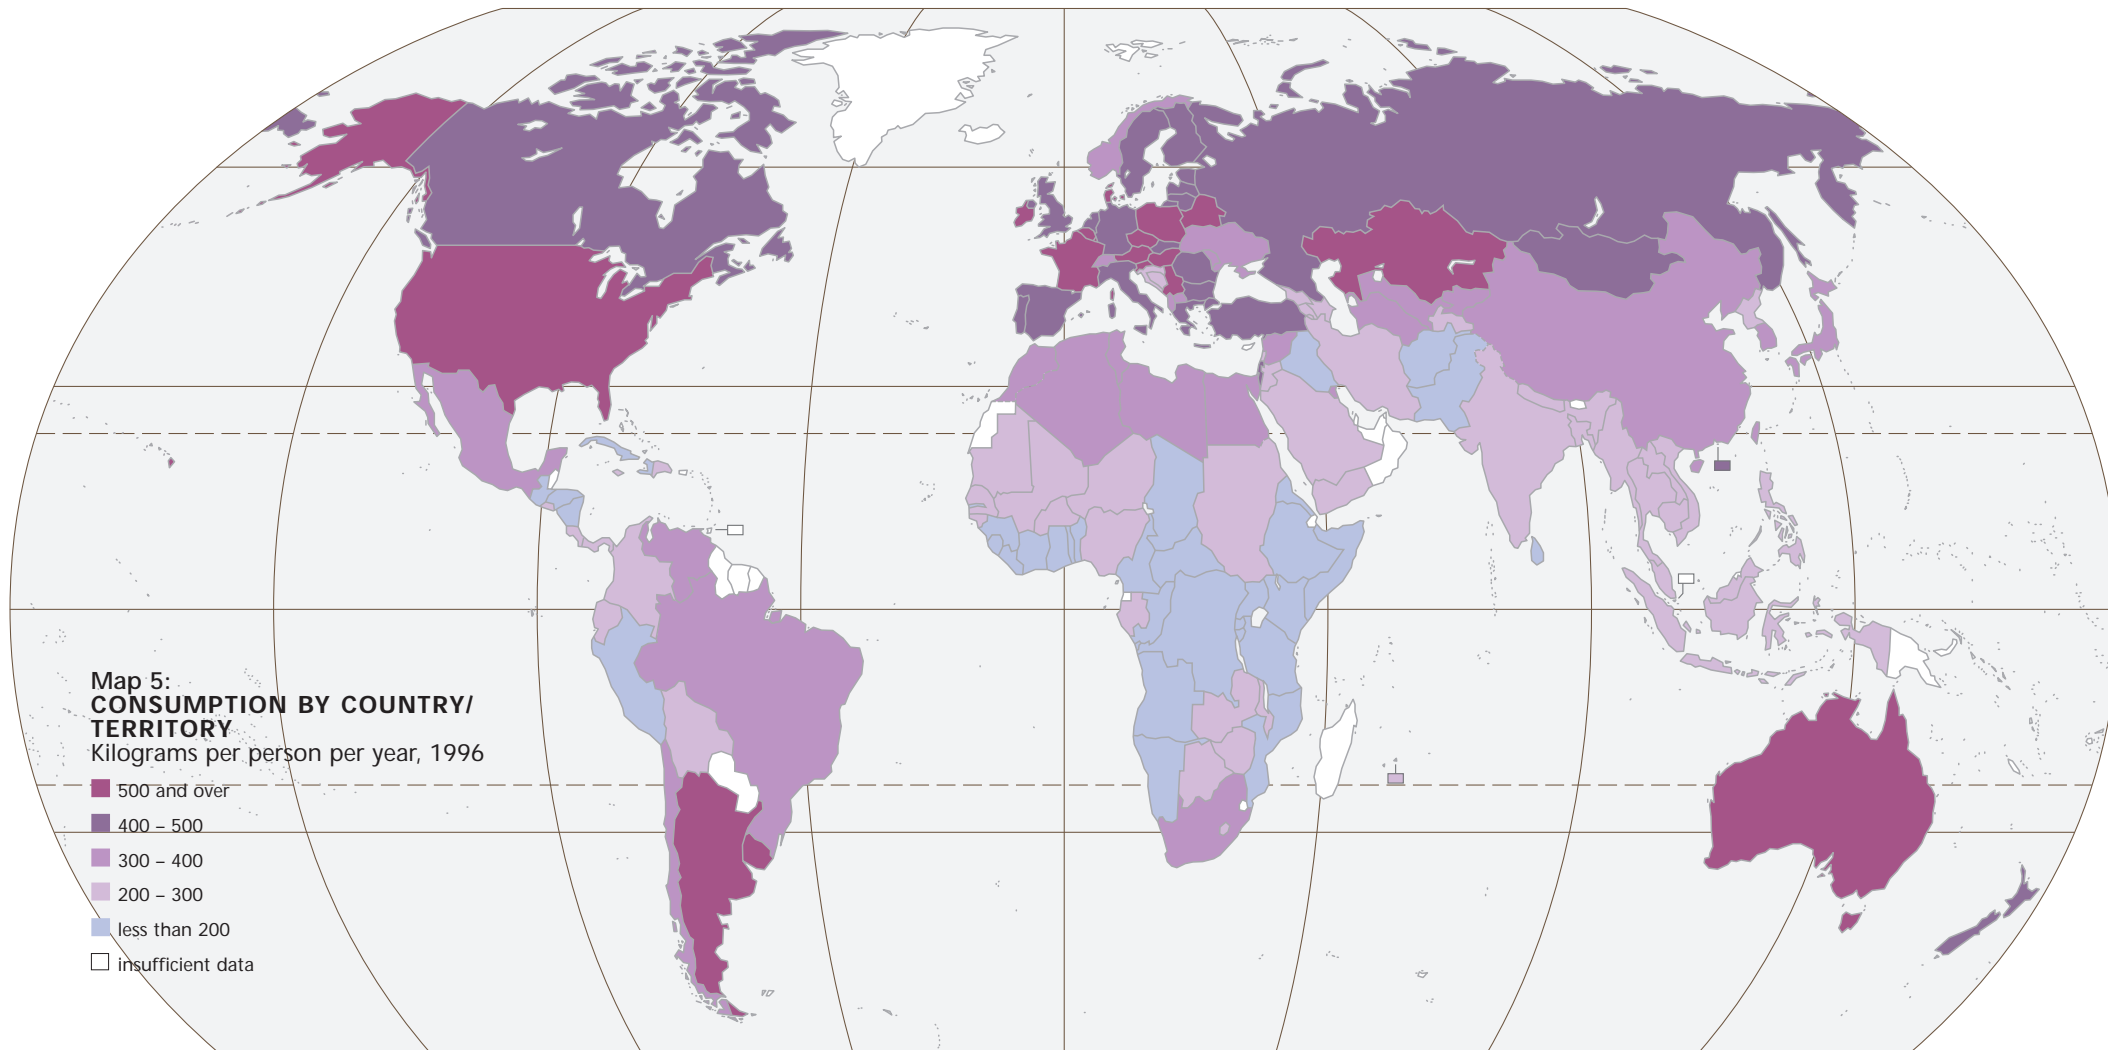 Map 5:
CONSUMPTION BY COUNTRY/
TERRITORY
Kilograms per person per year, 1996
500 and over
400 – 500
300 – 400
200 – 300
less than 200
insufficient data